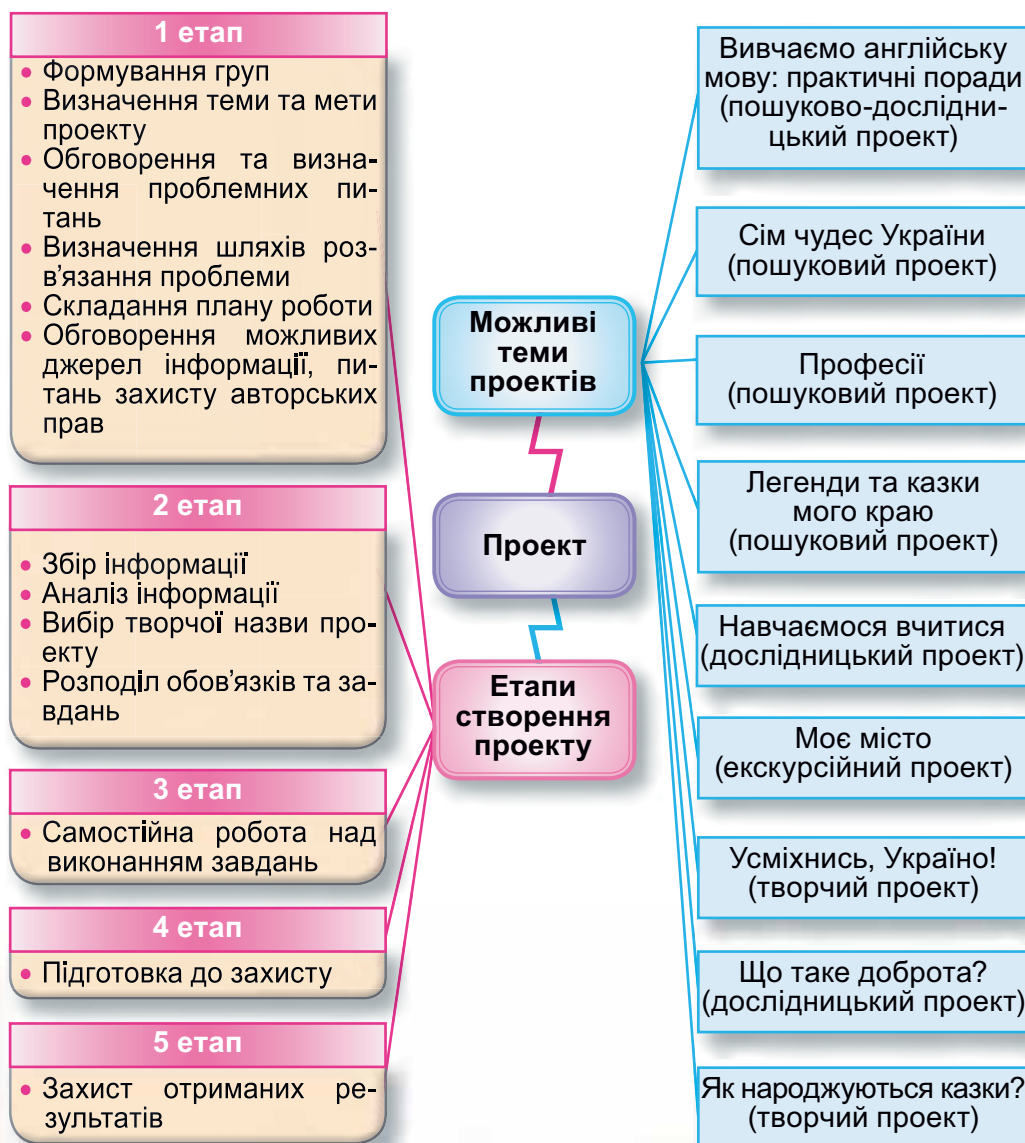 1 етап
• Формування груп
• Визначення теми та мети
проекту
• Обговорення та визна-
чення проблемних пи-
тань
• Визначення шляхів роз-
в'язання проблеми
• Складання плану роботи
• Обговорення можливих
джерел інформації, пи-
тань захисту авторських
прав
2 етап
• Збір інформації
• Аналіз інформації
• Вибір творчої назви про-
екту
• Розподіл обов'язків та за-
вдань
3 етап
• Самостійна робота над
виконанням завдань
4 етап
• Підготовка до захисту
5 етап
• Захист отриманих ре-
зультатів
Можливі
теми
проектів
Проект
Етапи
створення
проекту
Вивчаємо англійську
мову: практичні поради
(пошуково-дослідни-
цький проект)
Сім чудес України
(пошуковий проект)
Професії
(пошуковий проект)
Легенди та казки
мого краю
(пошуковий проект)
Навчаємося вчитися
(дослідницький проект)
Моє місто
(екскурсійний проект)
Усміхнись, Україно!
(творчий проект)
Що таке доброта?
(дослідницький проект)
Як народжуються казки?
(творчий проект)